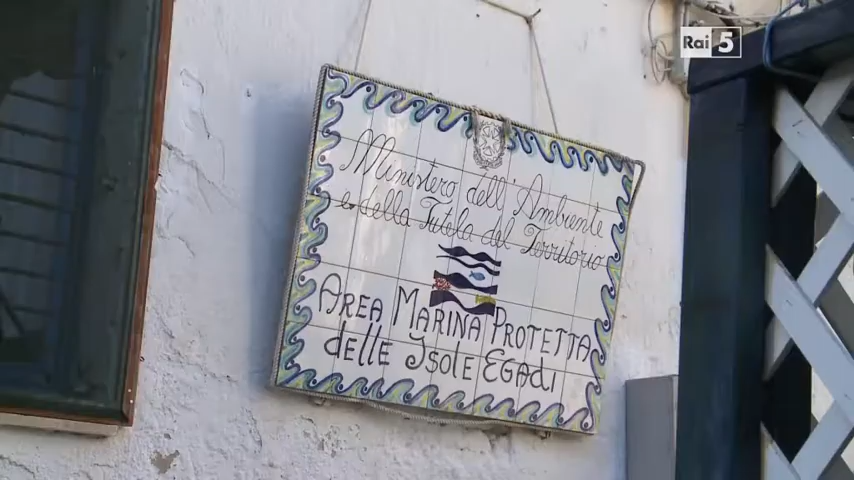 Rai 5
Ministero dell'Ambiente
e della Tutela del Territorio
AREA MARINA PROTETTA
delle ISOLE EGADI